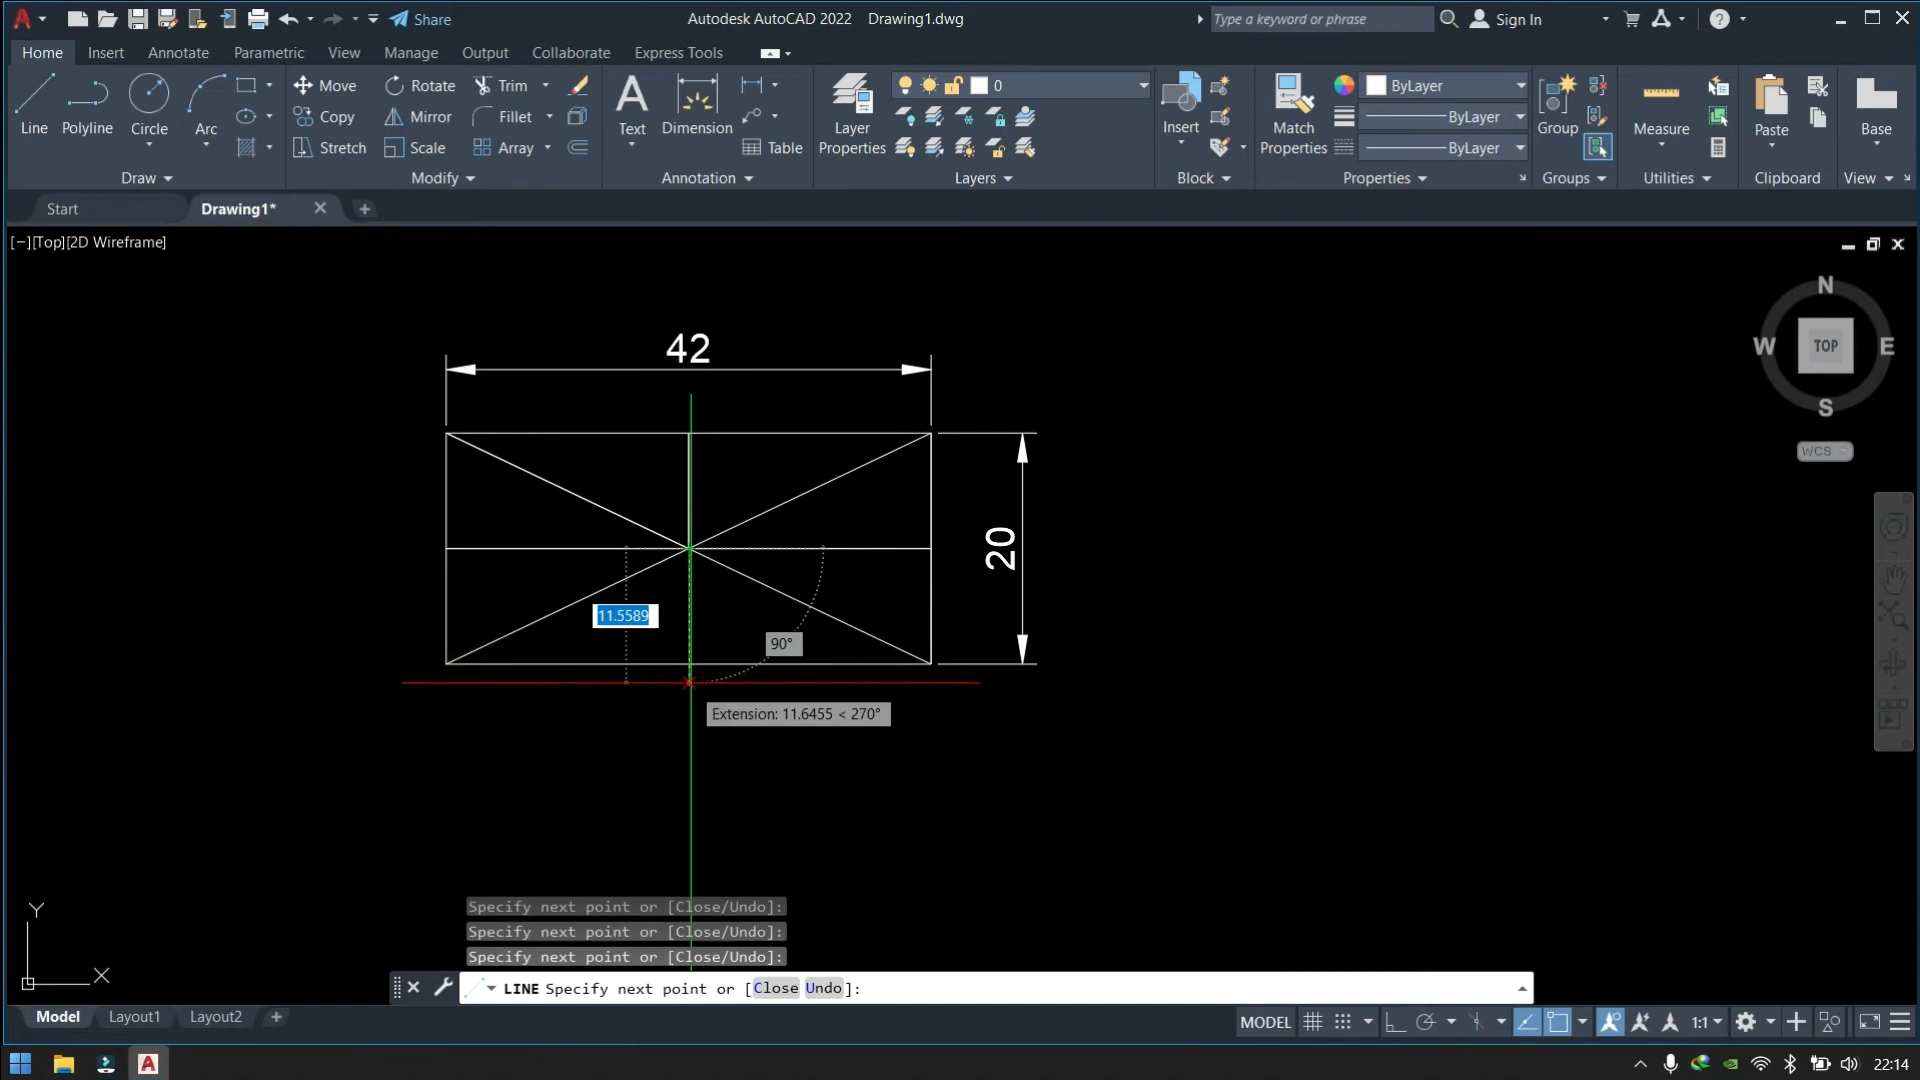 Share
Autodesk AutoCAD 2022 Drawing1.dwg
Type a keyword or phrase
Sign In
Home Insert Annotate Parametric View Manage Output Collaborate Express Tools
Line Polyline Circle Arc
Draw
Move Rotate Trim
Copy Mirror Fillet
Stretch Scale Array
Modify
Text Dimension Table
Annotation
Layer Properties
0
Layers
Insert
Block
Match Properties
ByLayer
ByLayer
ByLayer
Properties
Group
Groups
Measure
Utilities
Paste
Clipboard
Base
View
Start Drawing1*
[−][Top][2D Wireframe]
N
W TOP E
S
WCS
42
20
11.5589
90°
Extension: 11.6455 < 270°
Y
X
Specify next point or [Close/Undo]:
Specify next point or [Close/Undo]:
Specify next point or [Close/Undo]:
LINE Specify next point or [Close Undo]:
Model Layout1 Layout2
MODEL 1:1
22:14